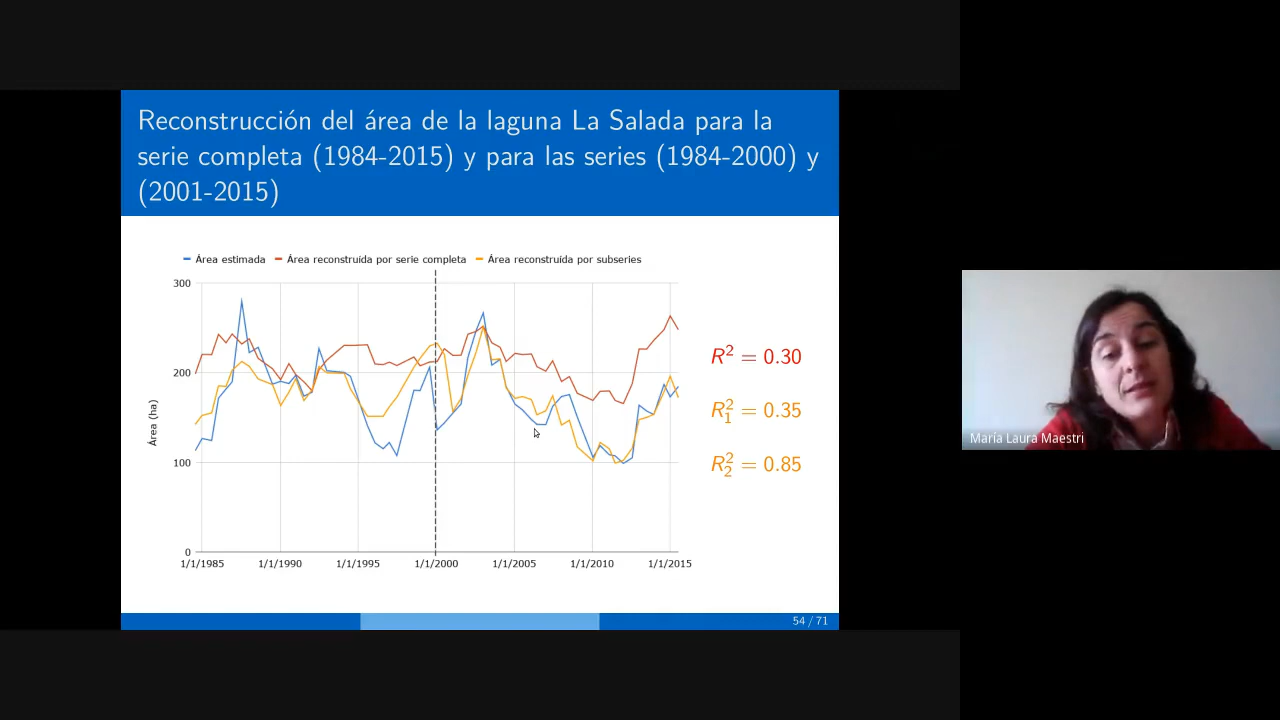 Reconstrucción del área de la laguna La Salada para la
serie completa (1984-2015) y para las series (1984-2000) y
(2001-2015)
Área estimada Área reconstruída por serie completa Área reconstruída por subseries
300
200
100
0
Área (ha)
1/1/1985 1/1/1990 1/1/1995 1/1/2000 1/1/2005 1/1/2010 1/1/2015
R² = 0.30
R₁² = 0.35
R₂² = 0.85
54 / 71
María Laura Maestri